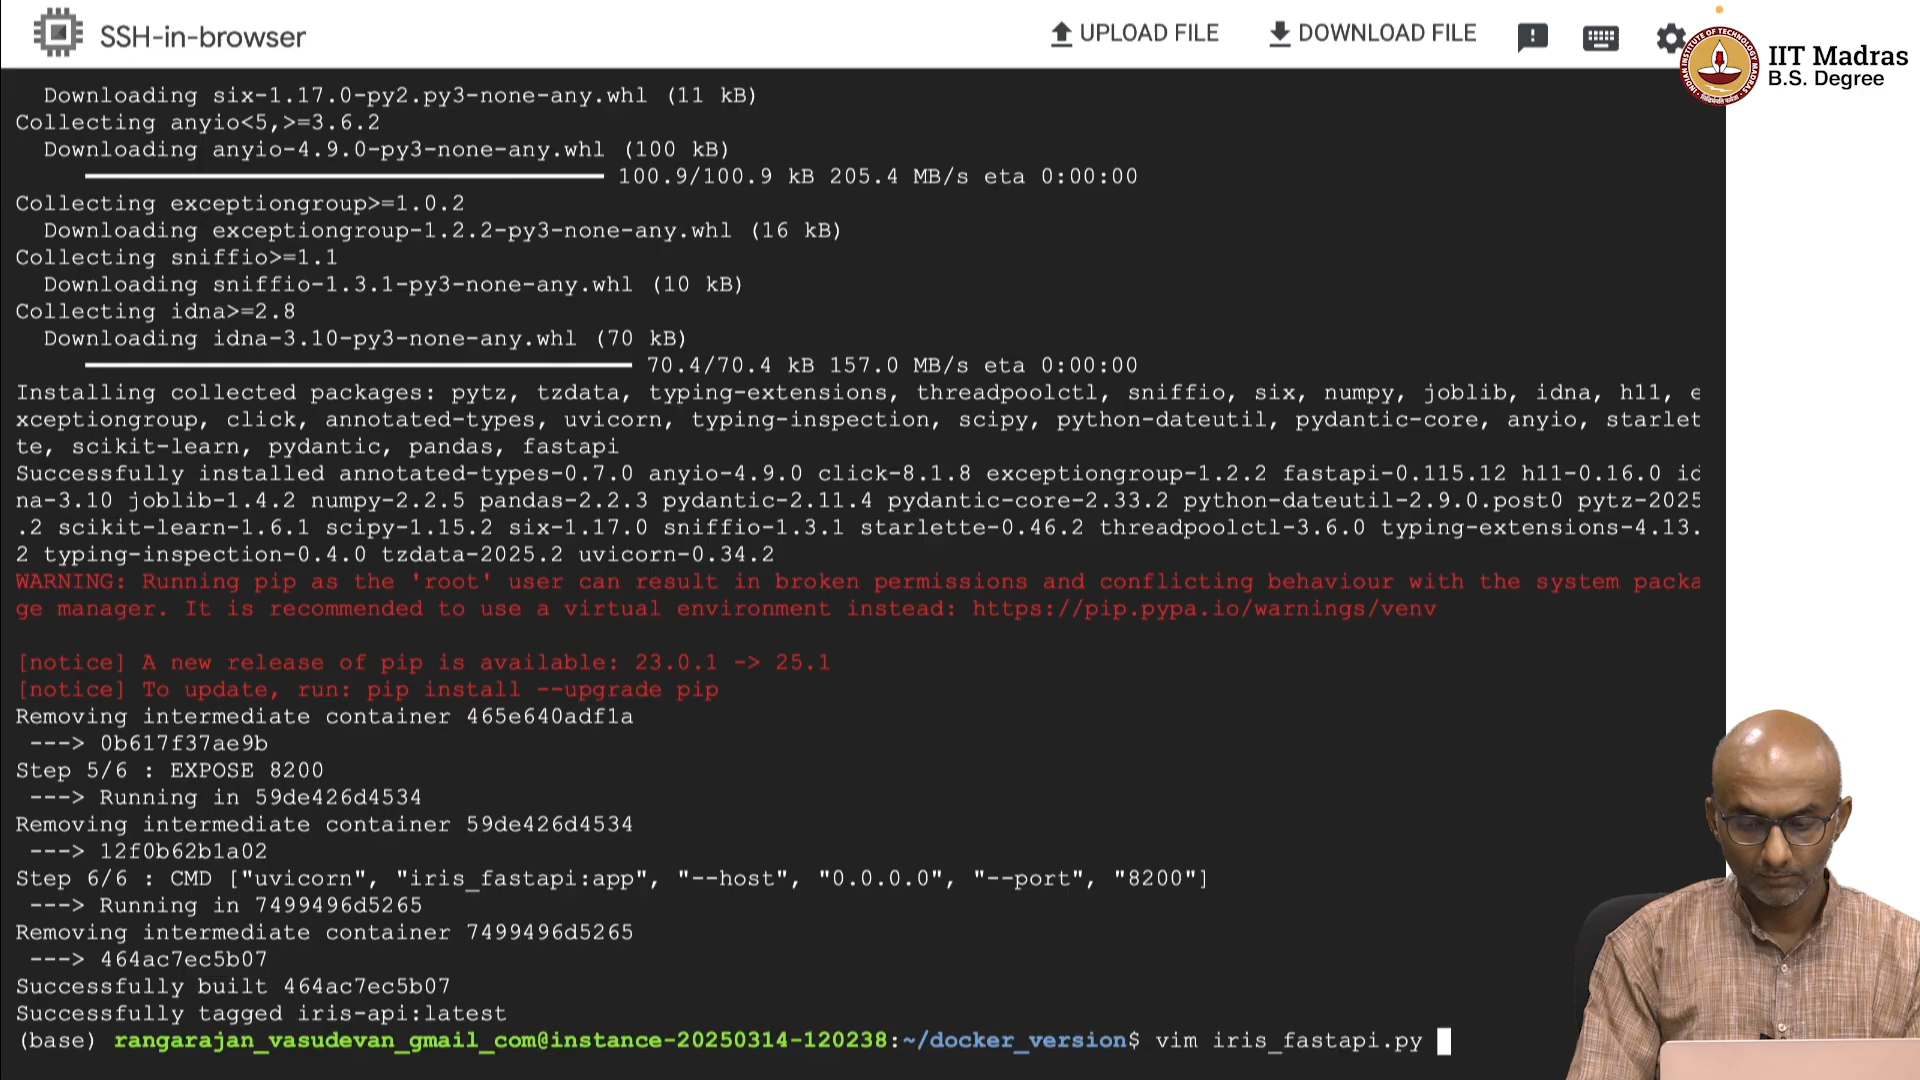 SSH-in-browser
UPLOAD FILE
DOWNLOAD FILE
IIT Madras
B.S. Degree
INDIAN INSTITUTE OF TECHNOLOGY MADRAS
Downloading six-1.17.0-py2.py3-none-any.whl (11 kB)
Collecting anyio<5,>=3.6.2
Downloading anyio-4.9.0-py3-none-any.whl (100 kB)
100.9/100.9 kB 205.4 MB/s eta 0:00:00
Collecting exceptiongroup>=1.0.2
Downloading exceptiongroup-1.2.2-py3-none-any.whl (16 kB)
Collecting sniffio>=1.1
Downloading sniffio-1.3.1-py3-none-any.whl (10 kB)
Collecting idna>=2.8
Downloading idna-3.10-py3-none-any.whl (70 kB)
70.4/70.4 kB 157.0 MB/s eta 0:00:00
Installing collected packages: pytz, tzdata, typing-extensions, threadpoolctl, sniffio, six, numpy, joblib, idna, h11, e
xceptiongroup, click, annotated-types, uvicorn, typing-inspection, scipy, python-dateutil, pydantic-core, anyio, starlet
te, scikit-learn, pydantic, pandas, fastapi
Successfully installed annotated-types-0.7.0 anyio-4.9.0 click-8.1.8 exceptiongroup-1.2.2 fastapi-0.115.12 h11-0.16.0 id
na-3.10 joblib-1.4.2 numpy-2.2.5 pandas-2.2.3 pydantic-2.11.4 pydantic-core-2.33.2 python-dateutil-2.9.0.post0 pytz-2025
.2 scikit-learn-1.6.1 scipy-1.15.2 six-1.17.0 sniffio-1.3.1 starlette-0.46.2 threadpoolctl-3.6.0 typing-extensions-4.13.
2 typing-inspection-0.4.0 tzdata-2025.2 uvicorn-0.34.2
WARNING: Running pip as the 'root' user can result in broken permissions and conflicting behaviour with the system packa
ge manager. It is recommended to use a virtual environment instead: https://pip.pypa.io/warnings/venv
[notice] A new release of pip is available: 23.0.1 -> 25.1
[notice] To update, run: pip install --upgrade pip
Removing intermediate container 465e640adf1a
---> 0b617f37ae9b
Step 5/6 : EXPOSE 8200
---> Running in 59de426d4534
Removing intermediate container 59de426d4534
---> 12f0b62b1a02
Step 6/6 : CMD ["uvicorn", "iris_fastapi:app", "--host", "0.0.0.0", "--port", "8200"]
---> Running in 7499496d5265
Removing intermediate container 7499496d5265
---> 464ac7ec5b07
Successfully built 464ac7ec5b07
Successfully tagged iris-api:latest
(base) rangarajan_vasudevan_gmail_com@instance-20250314-120238:~/docker_version$ vim iris_fastapi.py